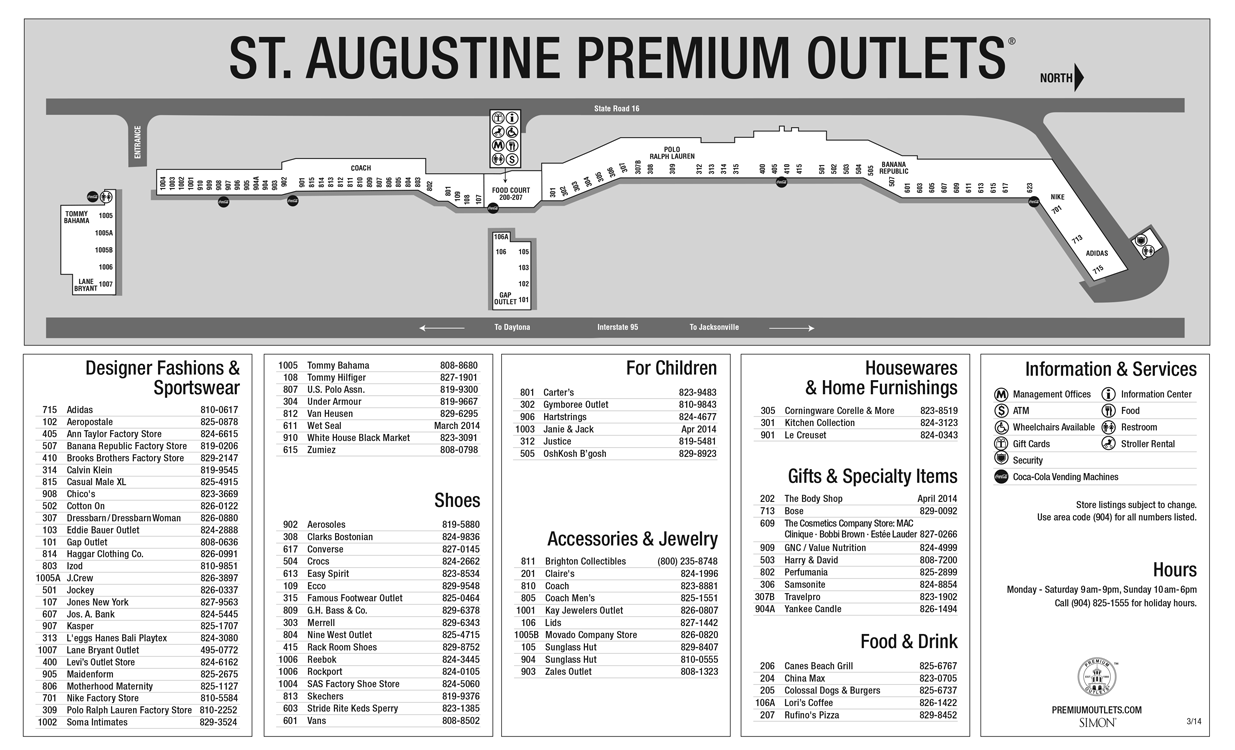 ST. AUGUSTINE PREMIUM OUTLETS®
NORTH
State Road 16
ENTRANCE
COACH
POLO
RALPH LAUREN
BANANA
REPUBLIC
NIKE
ADIDAS
FOOD COURT
200-207
TOMMY
BAHAMA
LANE
BRYANT
GAP
OUTLET
1004 1003 1002 1001 910 909 908 907 906 905 904A 904 903 902 901 815 814 813 812 811 810 809 807 806 805 804 803 802 801 109 108 107
301 302 303 304 305 306 307 307B 308 309 312 313 314 315 400 405 410 415 501 502 503 504 505 507 601 603 605 607 609 611 613 615 617 623
701
713
715
1005
1005A
1005B
1006
1007
106A
106 105
103
102
101
To Daytona Interstate 95 To Jacksonville
Designer Fashions &
Sportswear
715 Adidas 810-0617
102 Aeropostale 825-0878
405 Ann Taylor Factory Store 824-6615
507 Banana Republic Factory Store 819-0206
410 Brooks Brothers Factory Store 829-2147
314 Calvin Klein 819-9545
815 Casual Male XL 825-4915
908 Chico's 823-3669
502 Cotton On 826-0122
307 Dressbarn/Dressbarn Woman 826-0880
103 Eddie Bauer Outlet 824-2888
101 Gap Outlet 808-0636
814 Haggar Clothing Co. 826-0991
803 Izod 810-9851
1005A J.Crew 826-3897
501 Jockey 826-0337
107 Jones New York 827-9563
607 Jos. A. Bank 824-5445
907 Kasper 825-1707
313 L'eggs Hanes Bali Playtex 824-3080
1007 Lane Bryant Outlet 495-0772
400 Levi's Outlet Store 824-6162
905 Maidenform 825-2675
806 Motherhood Maternity 825-1127
701 Nike Factory Store 810-5584
309 Polo Ralph Lauren Factory Store 810-2252
1002 Soma Intimates 829-3524
1005 Tommy Bahama 808-8680
108 Tommy Hilfiger 827-1901
807 U.S. Polo Assn. 819-9300
304 Under Armour 819-9667
812 Van Heusen 829-6295
611 Wet Seal March 2014
910 White House Black Market 823-3091
615 Zumiez 808-0798
Shoes
902 Aerosoles 819-5880
308 Clarks Bostonian 824-9836
617 Converse 827-0145
504 Crocs 824-2662
613 Easy Spirit 823-8534
109 Ecco 829-9548
315 Famous Footwear Outlet 825-0464
809 G.H. Bass & Co. 829-6378
303 Merrell 829-6343
804 Nine West Outlet 825-4715
415 Rack Room Shoes 829-8752
1006 Reebok 824-3445
1006 Rockport 824-0105
1004 SAS Factory Shoe Store 824-5060
813 Skechers 819-9376
603 Stride Rite Keds Sperry 823-1385
601 Vans 808-8502
For Children
801 Carter's 823-9483
302 Gymboree Outlet 810-9843
906 Hartstrings 824-4677
1003 Janie & Jack Apr 2014
312 Justice 819-5481
505 OshKosh B'gosh 829-8923
Accessories & Jewelry
811 Brighton Collectibles (800) 235-8748
201 Claire's 824-1996
810 Coach 823-8881
805 Coach Men's 825-1551
1001 Kay Jewelers Outlet 826-0807
106 Lids 827-1442
1005B Movado Company Store 826-0820
105 Sunglass Hut 829-8407
904 Sunglass Hut 810-0555
903 Zales Outlet 808-1323
Housewares
& Home Furnishings
305 Corningware Corelle & More 823-8519
301 Kitchen Collection 824-3123
901 Le Creuset 824-0343
Gifts & Specialty Items
202 The Body Shop April 2014
713 Bose 829-0092
609 The Cosmetics Company Store: MAC
Clinique · Bobbi Brown · Estée Lauder 827-0266
909 GNC / Value Nutrition 824-4999
503 Harry & David 808-7200
802 Perfumania 825-2899
306 Samsonite 824-8854
307B Travelpro 823-1902
904A Yankee Candle 826-1494
Food & Drink
206 Canes Beach Grill 825-6767
204 China Max 823-0705
205 Colossal Dogs & Burgers 825-6737
106A Lori's Coffee 826-1422
207 Rufino's Pizza 829-8452
Information & Services
Management Offices Information Center
ATM Food
Wheelchairs Available Restroom
Gift Cards Stroller Rental
Security
Coca-Cola Vending Machines
Store listings subject to change.
Use area code (904) for all numbers listed.
Hours
Monday - Saturday 9am-9pm, Sunday 10am-6pm
Call (904) 825-1555 for holiday hours.
PREMIUM
OUTLETS
PREMIUMOUTLETS.COM
SIMON
3/14